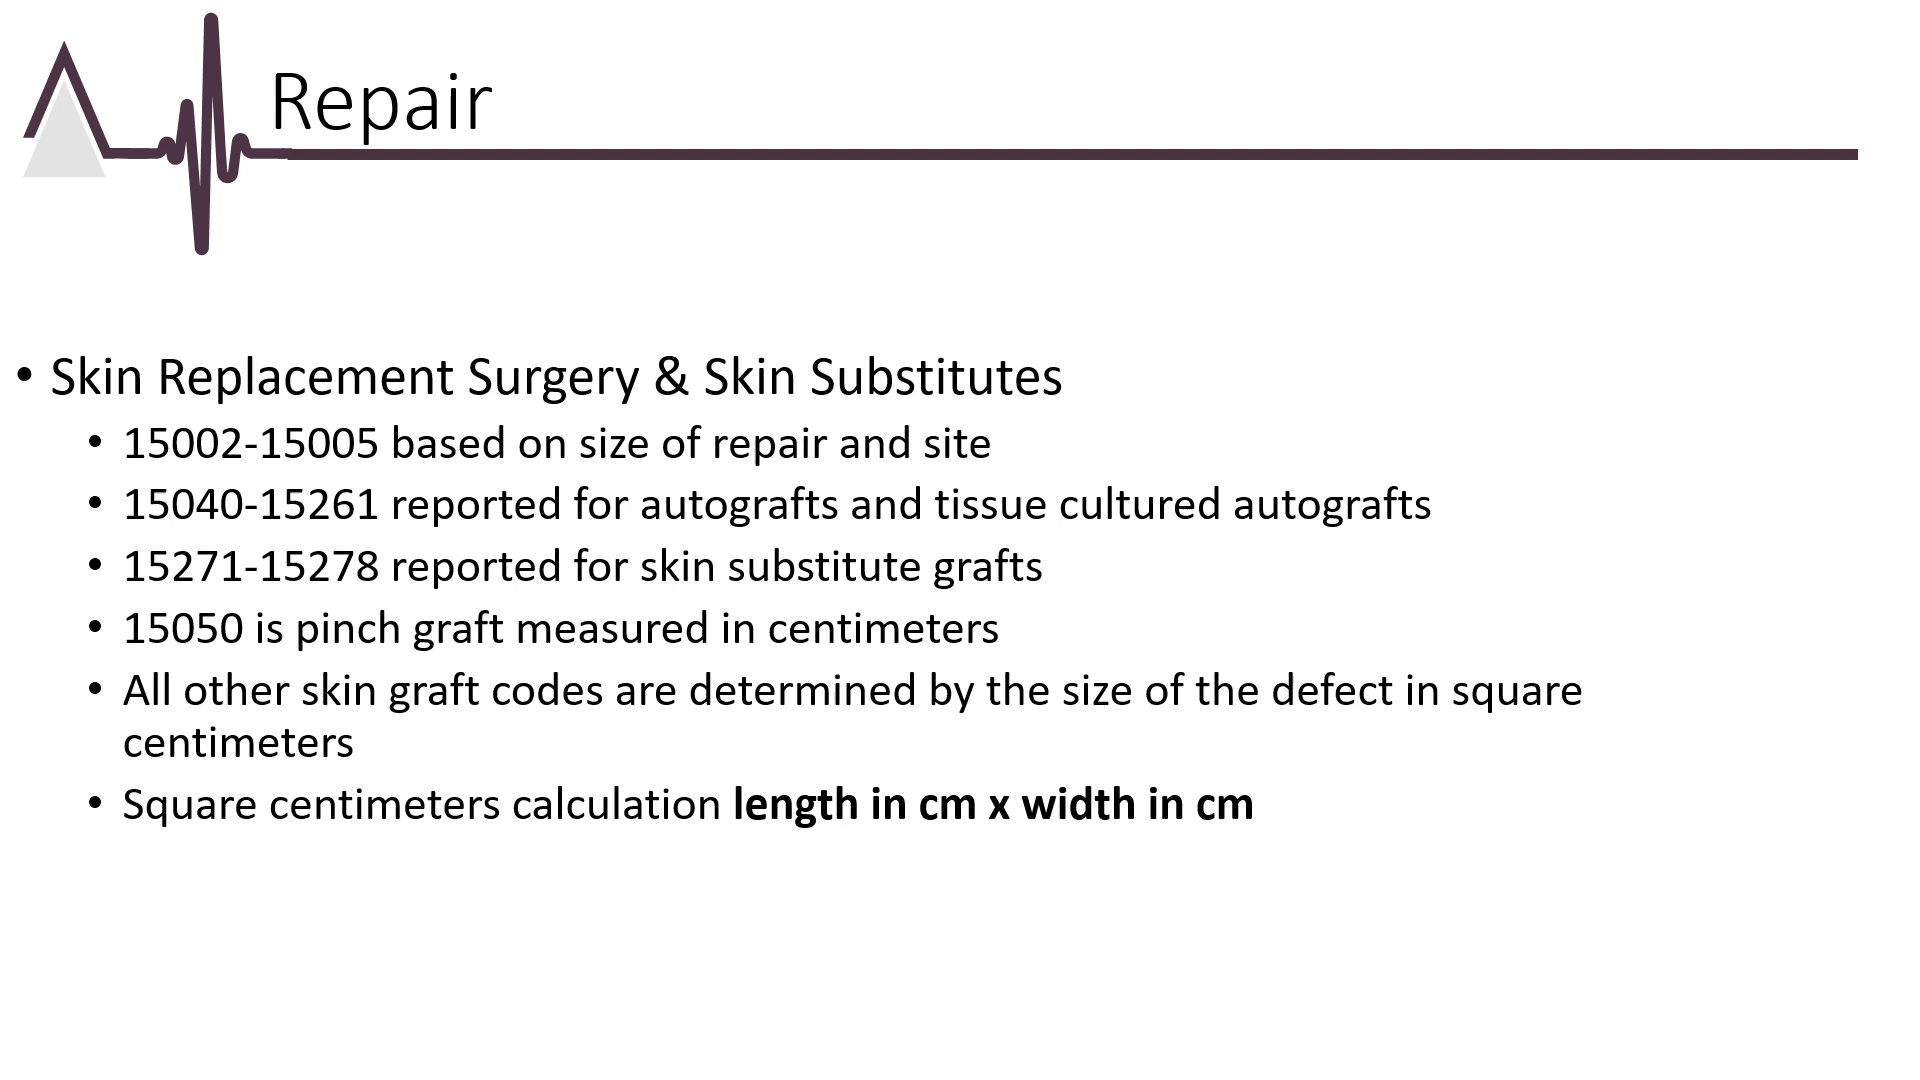 Repair
• Skin Replacement Surgery & Skin Substitutes
• 15002-15005 based on size of repair and site
• 15040-15261 reported for autografts and tissue cultured autografts
• 15271-15278 reported for skin substitute grafts
• 15050 is pinch graft measured in centimeters
• All other skin graft codes are determined by the size of the defect in square
centimeters
• Square centimeters calculation length in cm x width in cm